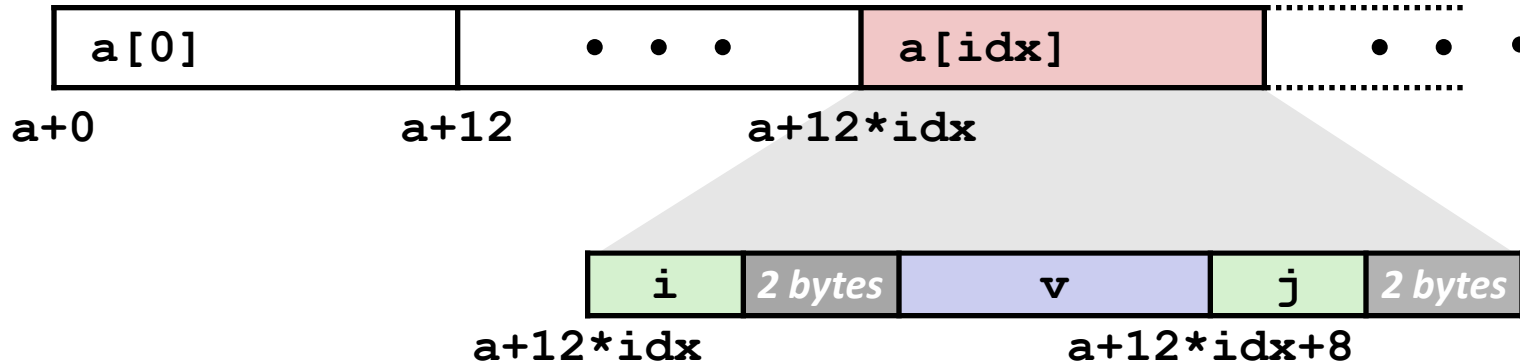 a[0] • • • a[idx] • • •
a+0 a+12 a+12*idx
i 2 bytes v j 2 bytes
a+12*idx a+12*idx+8